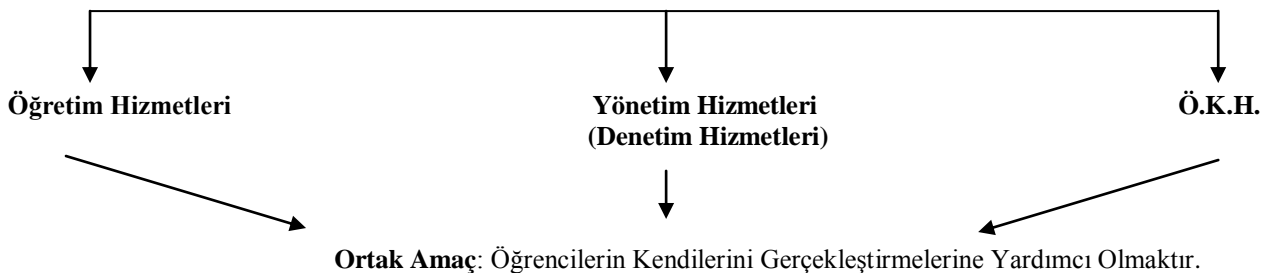 Öğretim Hizmetleri
Yönetim Hizmetleri
(Denetim Hizmetleri)
Ö.K.H.
Ortak Amaç: Öğrencilerin Kendilerini Gerçekleştirmelerine Yardımcı Olmaktır.